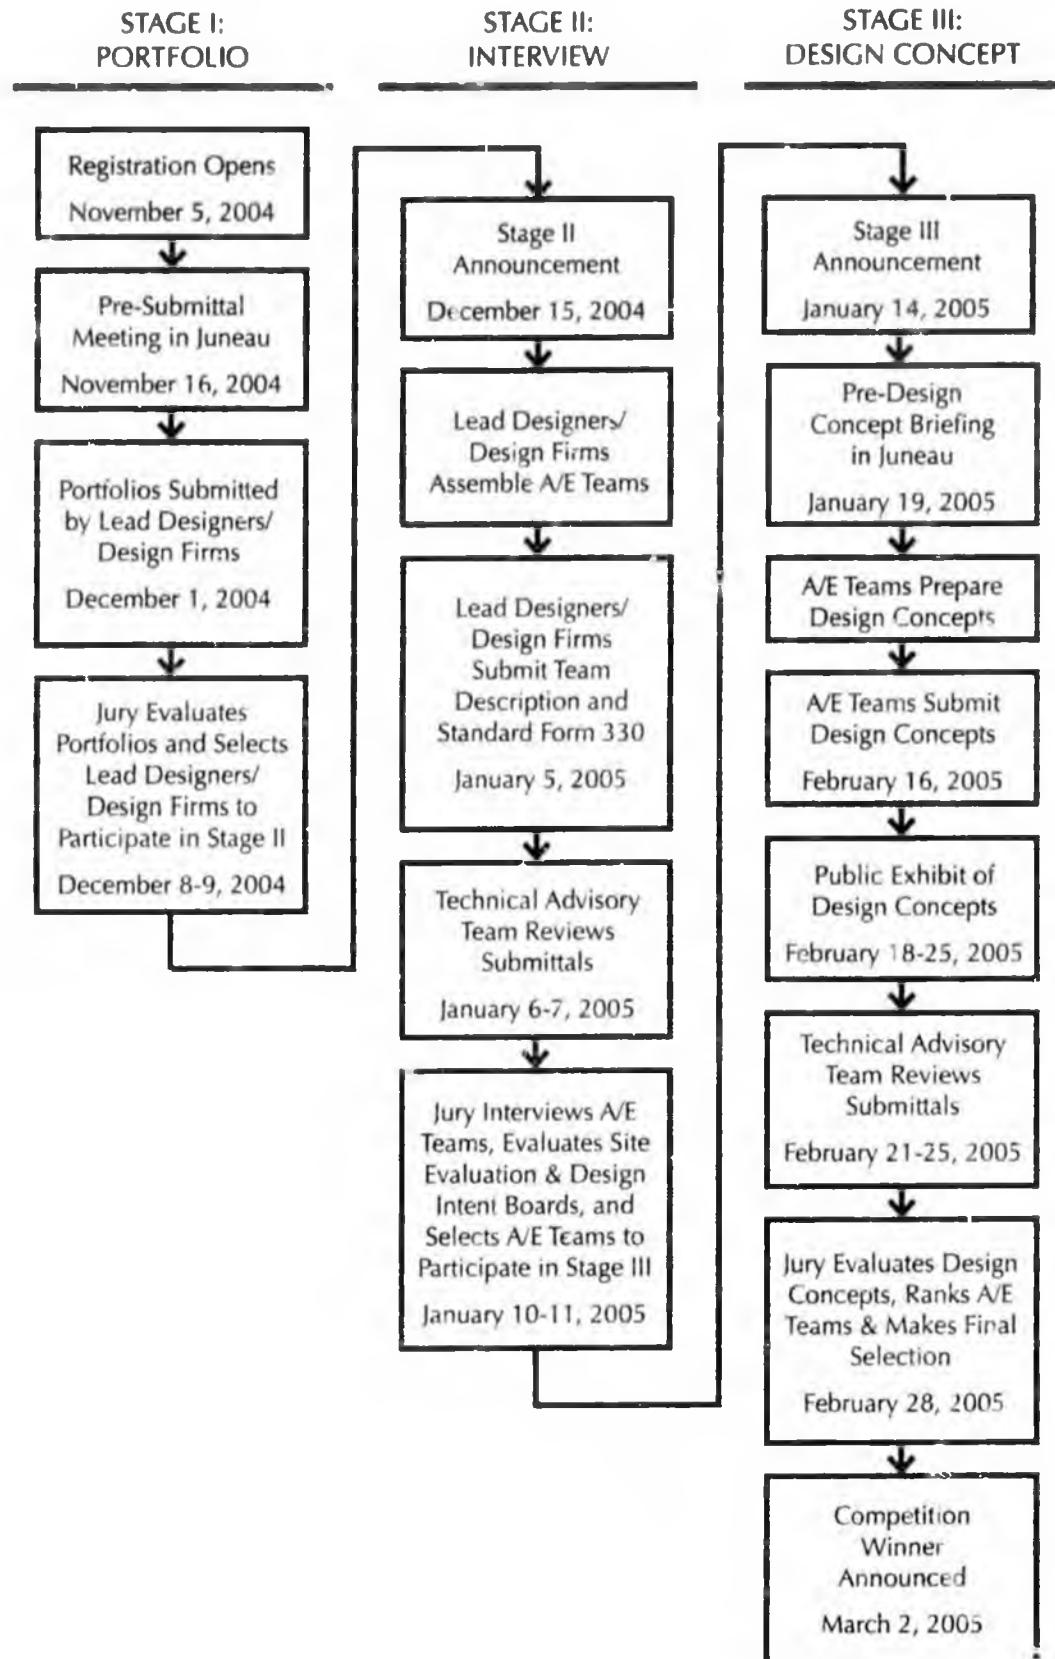 STAGE I:
PORTFOLIO
Registration Opens
November 5, 2004
Pre-Submittal
Meeting in Juneau
November 16, 2004
Portfolios Submitted
by Lead Designers/
Design Firms
December 1, 2004
Jury Evaluates
Portfolios and Selects
Lead Designers/
Design Firms to
Participate in Stage II
December 8-9, 2004
STAGE II:
INTERVIEW
Stage II
Announcement
December 15, 2004
Lead Designers/
Design Firms
Assemble A/E Teams
Lead Designers/
Design Firms
Submit Team
Description and
Standard Form 330
January 5, 2005
Technical Advisory
Team Reviews
Submittals
January 6-7, 2005
Jury Interviews A/E
Teams, Evaluates Site
Evaluation & Design
Intent Boards, and
Selects A/E Teams to
Participate in Stage III
January 10-11, 2005
STAGE III:
DESIGN CONCEPT
Stage III
Announcement
January 14, 2005
Pre-Design
Concept Briefing
in Juneau
January 19, 2005
A/E Teams Prepare
Design Concepts
A/E Teams Submit
Design Concepts
February 16, 2005
Public Exhibit of
Design Concepts
February 18-25, 2005
Technical Advisory
Team Reviews
Submittals
February 21-25, 2005
Jury Evaluates Design
Concepts, Ranks A/E
Teams & Makes Final
Selection
February 28, 2005
Competition
Winner
Announced
March 2, 2005